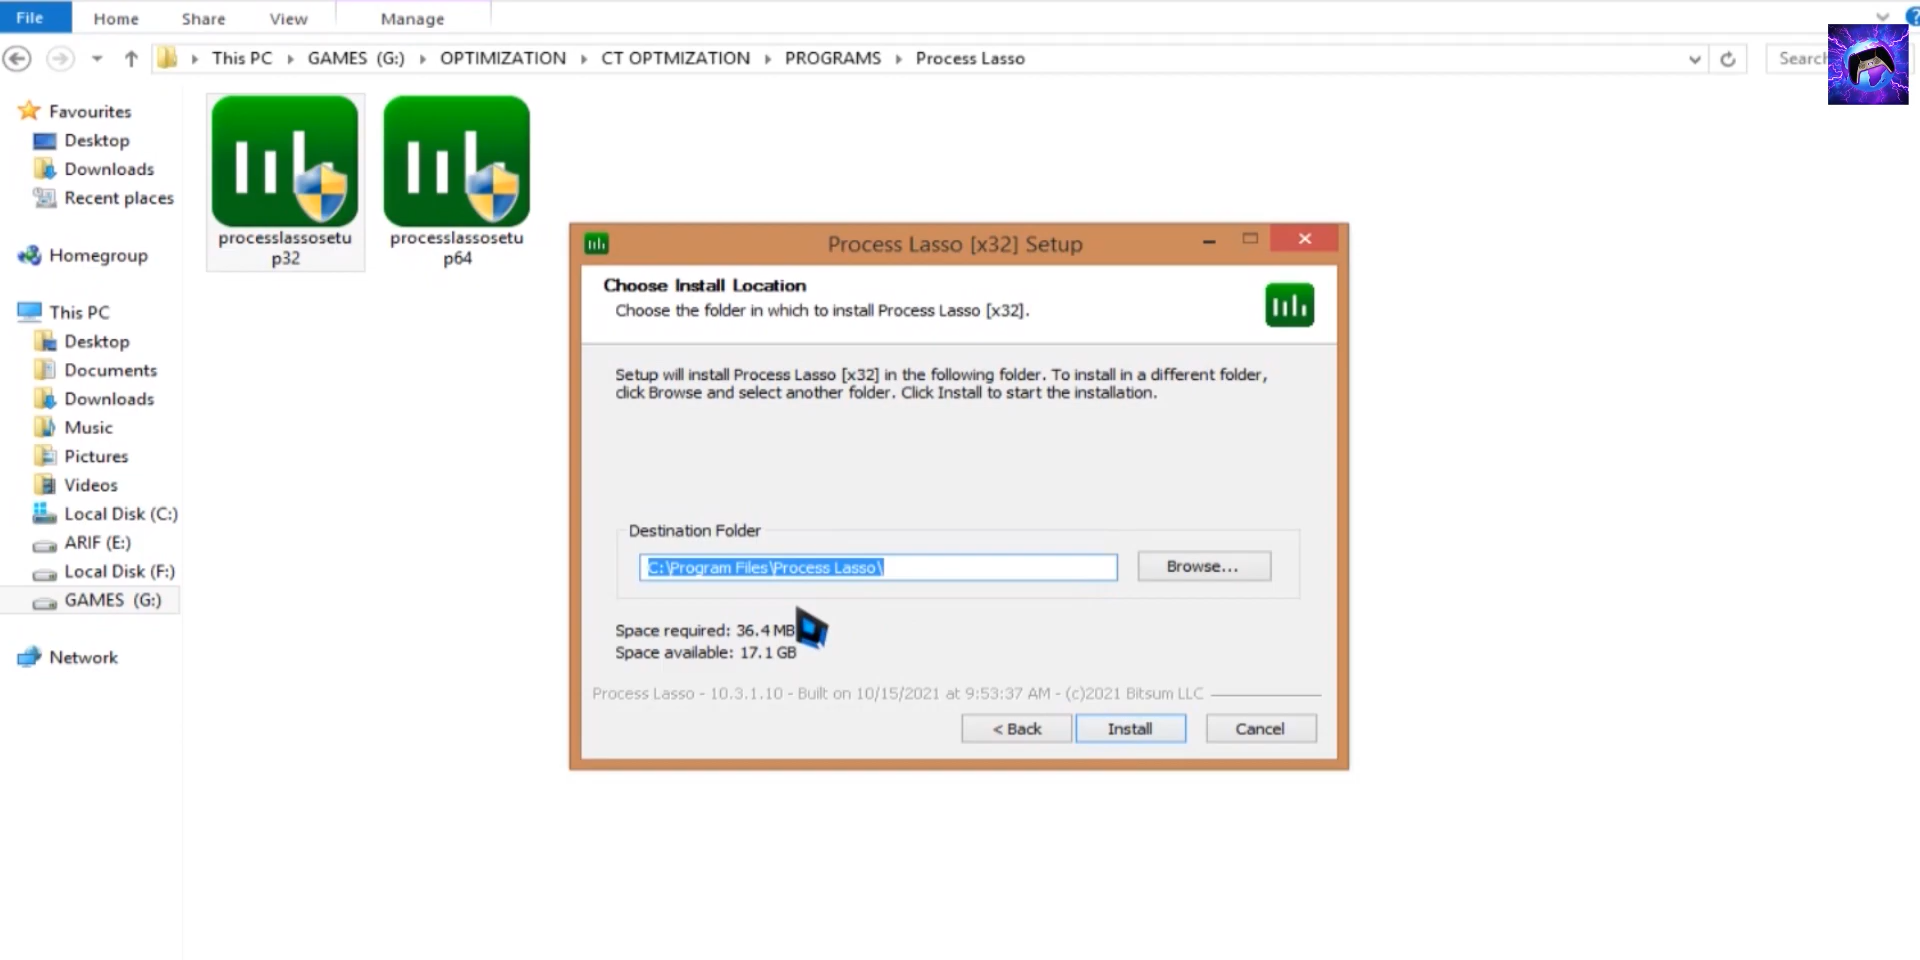 File Home Share View Manage
This PC GAMES (G:) OPTIMIZATION CT OPTMIZATION PROGRAMS Process Lasso
Favourites
Desktop
Downloads
Recent places
Homegroup
This PC
Desktop
Documents
Downloads
Music
Pictures
Videos
Local Disk (C:)
ARIF (E:)
Local Disk (F:)
GAMES (G:)
Network
processlassosetu
p32
processlassosetu
p64
Process Lasso [x32] Setup
Choose Install Location
Choose the folder in which to install Process Lasso [x32].
Setup will install Process Lasso [x32] in the following folder. To install in a different folder,
click Browse and select another folder. Click Install to start the installation.
Destination Folder
C:\Program Files\Process Lasso\
Browse...
Space required: 36.4 MB
Space available: 17.1 GB
Process Lasso - 10.3.1.10 - Built on 10/15/2021 at 9:53:37 AM - (c)2021 Bitsum LLC
< Back Install Cancel